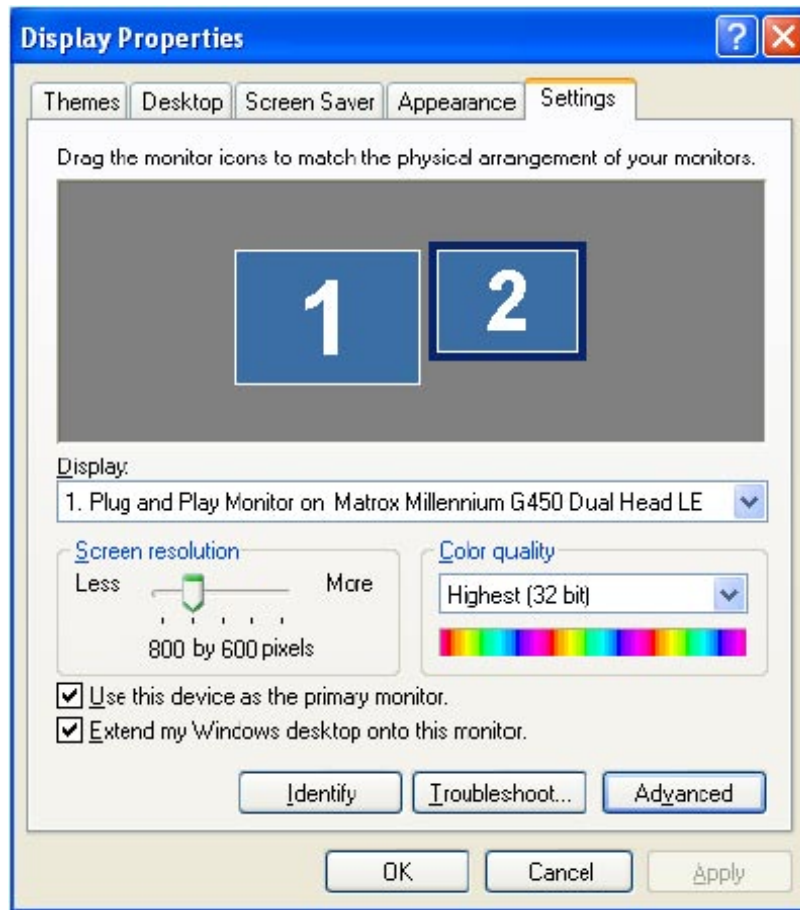 Display Properties
Themes Desktop Screen Saver Appearance Settings
Drag the monitor icons to match the physical arrangement of your monitors.
1 2
Display:
1. Plug and Play Monitor on Matrox Millennium G450 Dual Head LE
Screen resolution Color quality
Less More Highest (32 bit)
800 by 600 pixels
Use this device as the primary monitor.
Extend my Windows desktop onto this monitor.
Identify Troubleshoot... Advanced
OK Cancel Apply